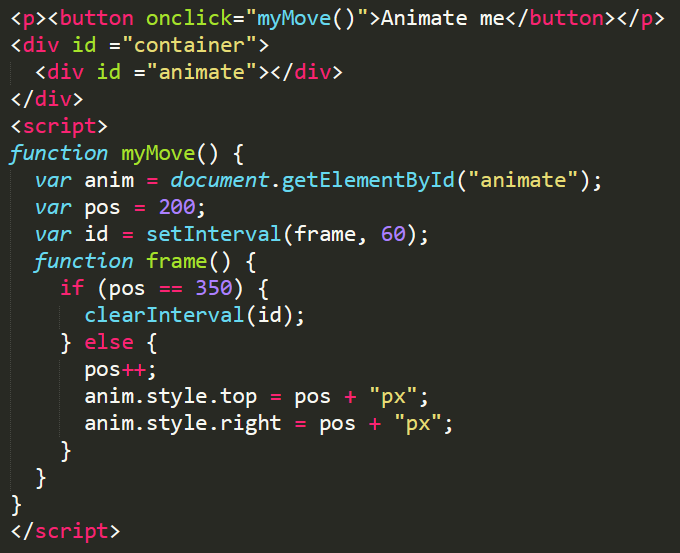 <p><button onclick="myMove()">Animate me</button></p>
<div id ="container">
  <div id ="animate"></div>
</div>
<script>
function myMove() {
  var anim = document.getElementById("animate");
  var pos = 200;
  var id = setInterval(frame, 60);
  function frame() {
    if (pos == 350) {
      clearInterval(id);
    } else {
      pos++;
      anim.style.top = pos + "px";
      anim.style.right = pos + "px";
    }
  }
}
</script>